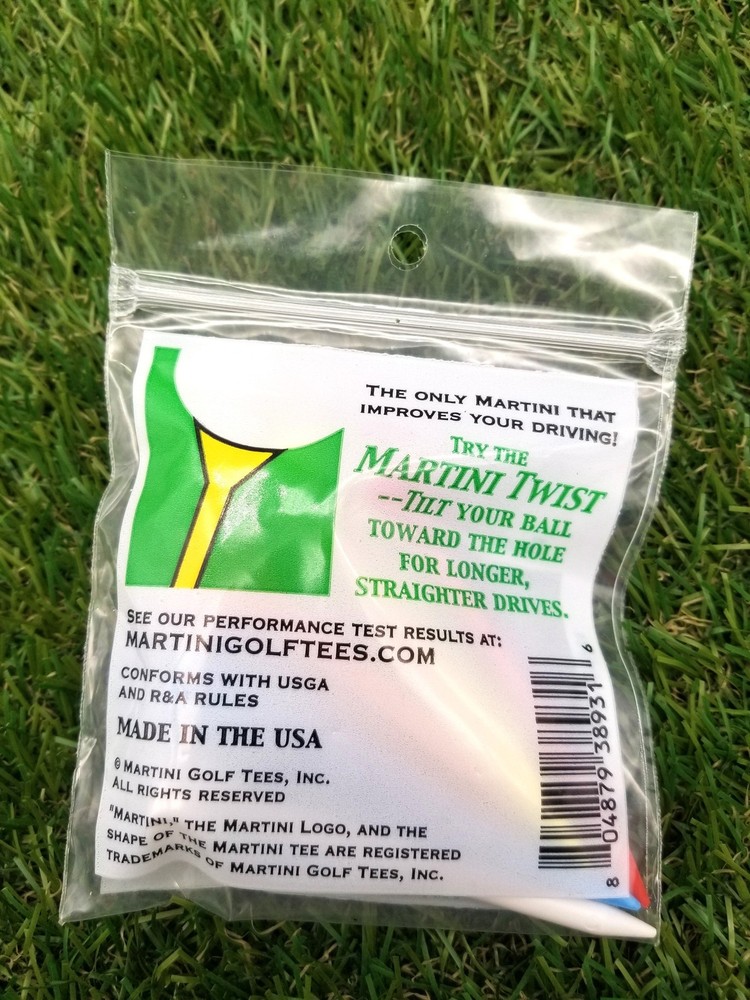 THE ONLY MARTINI THAT
IMPROVES YOUR DRIVING!
TRY THE
MARTINI TWIST
--TILT YOUR BALL
TOWARD THE HOLE
FOR LONGER,
STRAIGHTER DRIVES.
SEE OUR PERFORMANCE TEST RESULTS AT:
MARTINIGOLFTEES.COM
CONFORMS WITH USGA
AND R&A RULES
MADE IN THE USA
© MARTINI GOLF TEES, INC.
ALL RIGHTS RESERVED
"MARTINI," THE MARTINI LOGO, AND THE
SHAPE OF THE MARTINI TEE ARE REGISTERED
TRADEMARKS OF MARTINI GOLF TEES, INC.
8 04879 38931 6